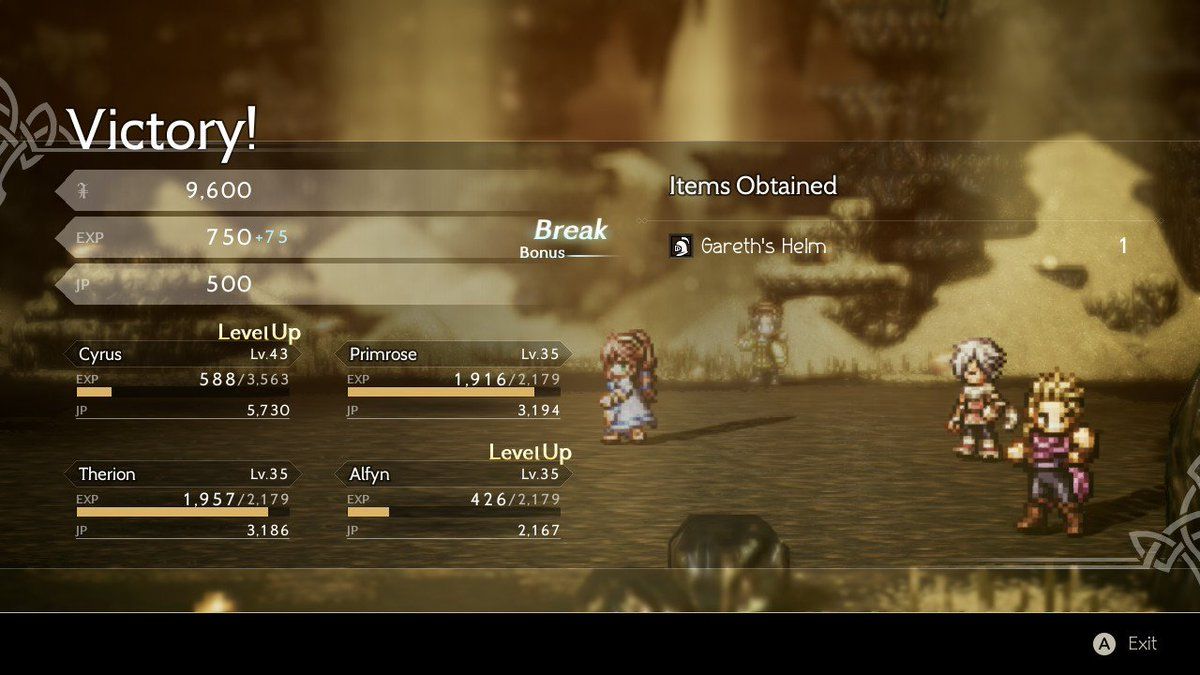 Victory!
9,600
EXP 750+75
Break
Bonus
JP 500
Items Obtained
Gareth's Helm 1
Level Up
Cyrus Lv.43
EXP 588/3,563
JP 5,730
Primrose Lv.35
EXP 1,916/2,179
JP 3,194
Therion Lv.35
EXP 1,957/2,179
JP 3,186
Level Up
Alfyn Lv.35
EXP 426/2,179
JP 2,167
A Exit